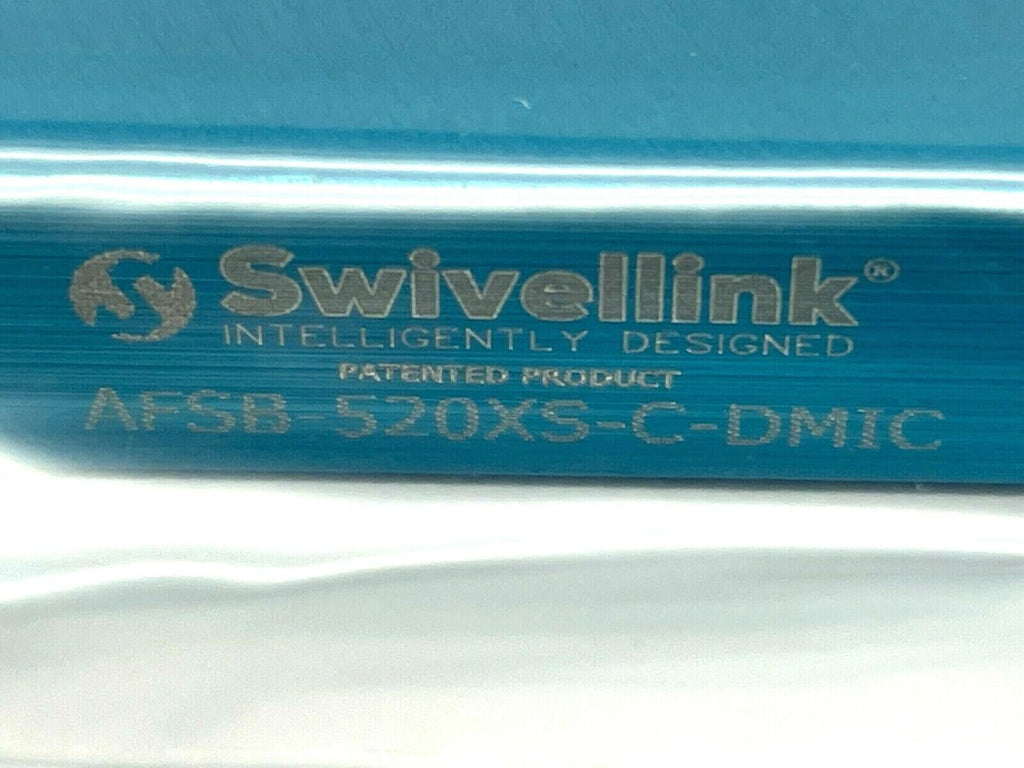 Swivellink®
INTELLIGENTLY DESIGNED
PATENTED PRODUCT
AFSB-520XS-C-DMIC